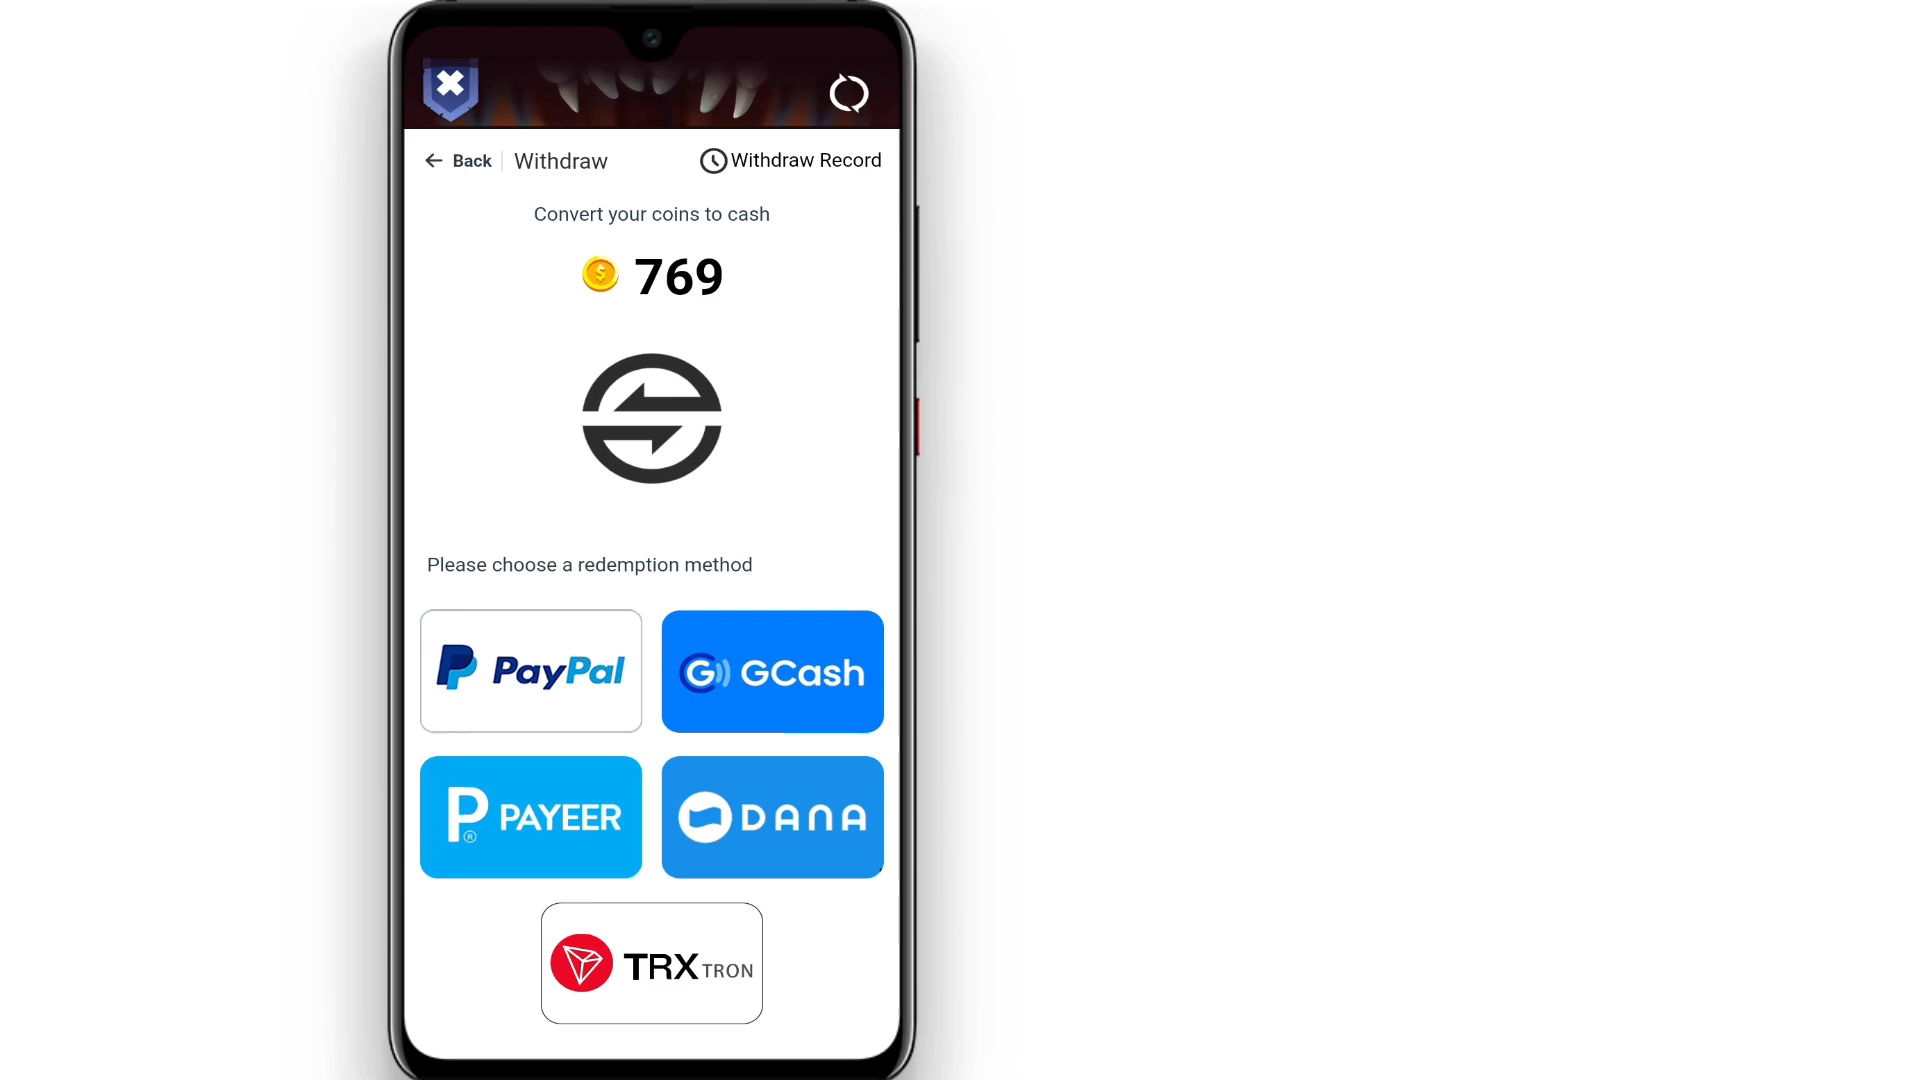 Back Withdraw Withdraw Record
Convert your coins to cash
769
Please choose a redemption method
PayPal
GCash
PAYEER
DANA
TRX TRON